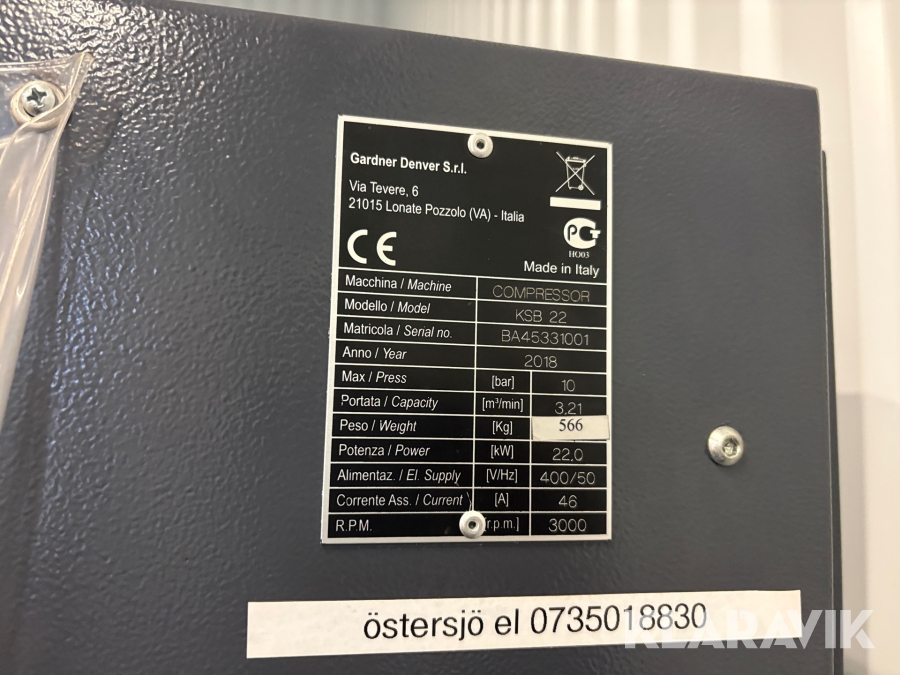 Gardner Denver S.r.l.
Via Tevere, 6
21015 Lonate Pozzolo (VA) - Italia
CE
PCT
HO03
Made in Italy
Macchina / Machine COMPRESSOR
Modello / Model KSB 22
Matricola / Serial no. BA45331001
Anno / Year 2018
Max / Press [bar] 10
Portata / Capacity [m³/min] 3,21
Peso / Weight [Kg] 566
Potenza / Power [kW] 22.0
Alimentaz. / El. Supply [V/Hz] 400/50
Corrente Ass. / Current [A] 46
R.P.M. [r.p.m.] 3000
östersjö el 0735018830
KLARAVIK